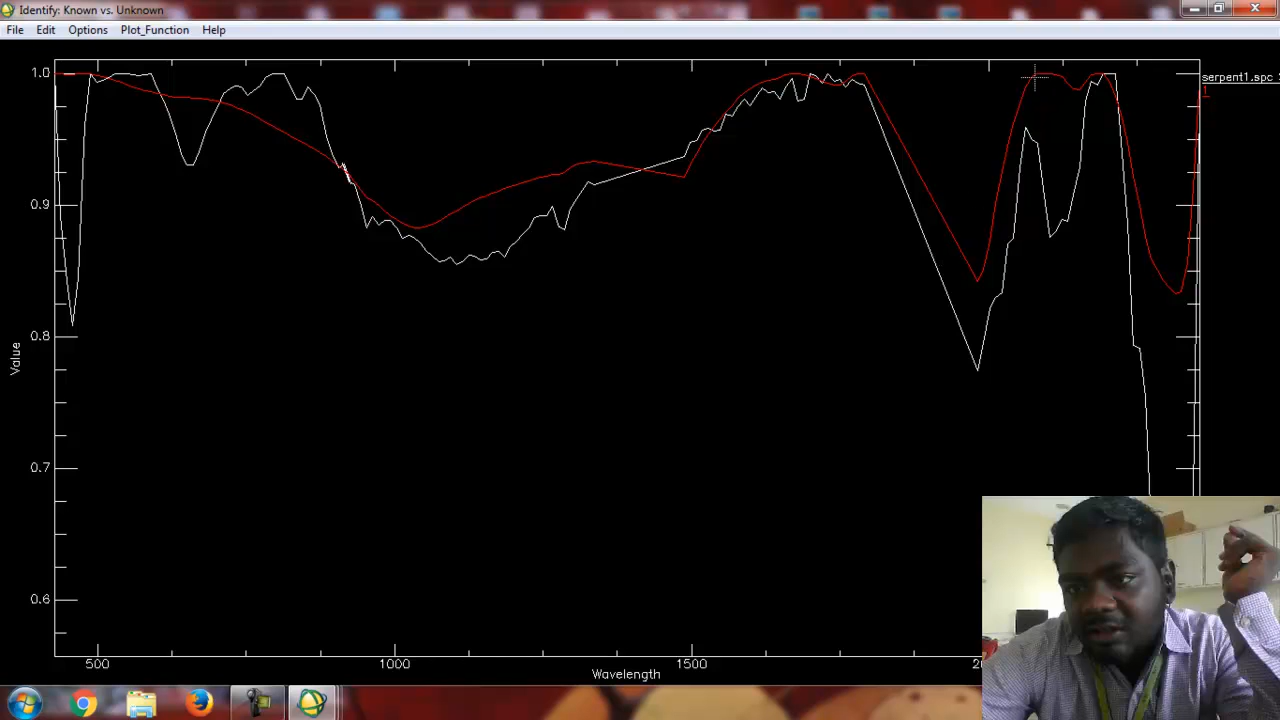 Identify: Known vs. Unknown
File Edit Options Plot_Function Help
1.0
serpent1.spc
1
0.9
0.8
Value
0.7
0.6
500 1000 1500
Wavelength